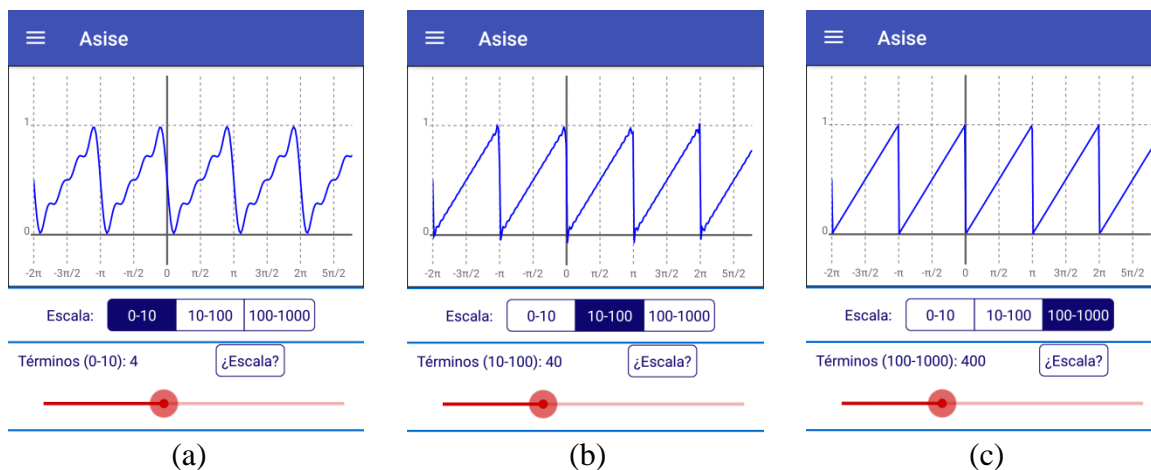 Asise
1
0
-2π -3π/2 -π -π/2 0 π/2 π 3π/2 2π 5π/2
Escala: 0-10 10-100 100-1000
Términos (0-10): 4 ¿Escala?
(a)
Asise
1
0
-2π -3π/2 -π -π/2 0 π/2 π 3π/2 2π 5π/2
Escala: 0-10 10-100 100-1000
Términos (10-100): 40 ¿Escala?
(b)
Asise
1
0
-2π -3π/2 -π -π/2 0 π/2 π 3π/2 2π 5π/2
Escala: 0-10 10-100 100-1000
Términos (100-1000): 400 ¿Escala?
(c)